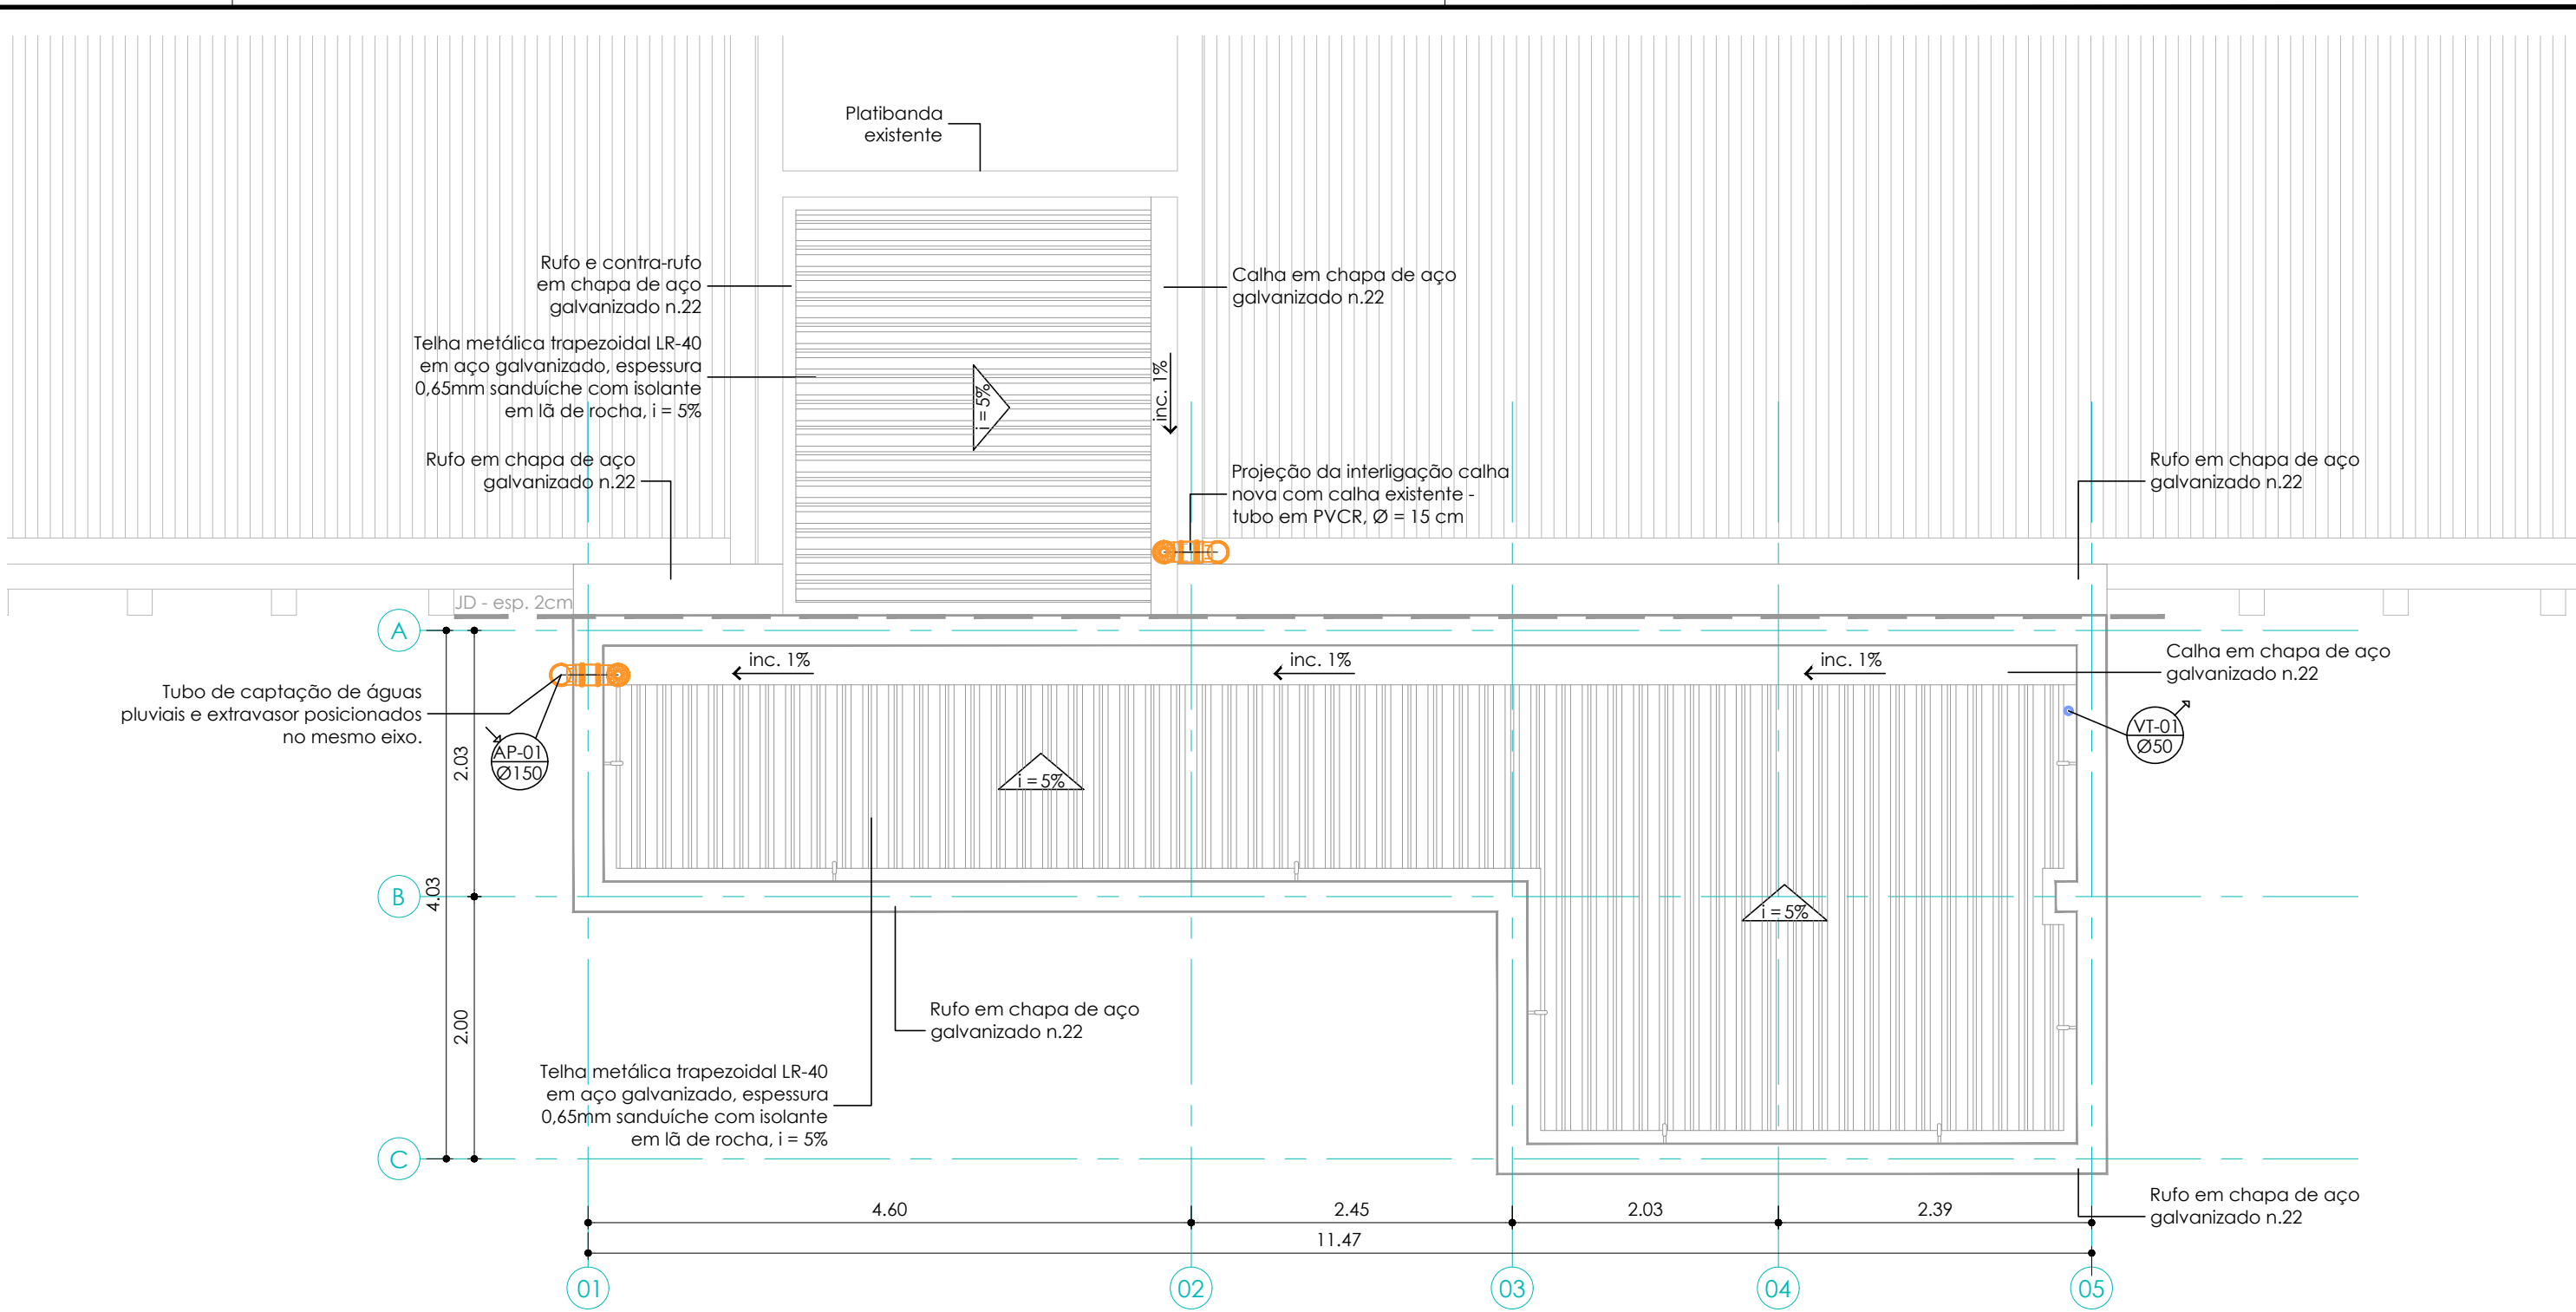 Platibanda
existente
Rufo e contra-rufo
em chapa de aço
galvanizado n.22
Calha em chapa de aço
galvanizado n.22
Telha metálica trapezoidal LR-40
em aço galvanizado, espessura
0,65mm sanduíche com isolante
em lã de rocha, i = 5%
i = 5%
inc. 1%
Rufo em chapa de aço
galvanizado n.22
Projeção da interligação calha
nova com calha existente -
tubo em PVCR, Ø = 15 cm
Rufo em chapa de aço
galvanizado n.22
JD - esp. 2cm
A
inc. 1%
inc. 1%
inc. 1%
Calha em chapa de aço
galvanizado n.22
Tubo de captação de águas
pluviais e extravasor posicionados
no mesmo eixo.
AP-01
Ø150
VT-01
Ø50
2.03
i = 5%
B
4.03
i = 5%
2.00
Rufo em chapa de aço
galvanizado n.22
Telha metálica trapezoidal LR-40
em aço galvanizado, espessura
0,65mm sanduíche com isolante
em lã de rocha, i = 5%
C
Rufo em chapa de aço
galvanizado n.22
4.60
2.45
2.03
2.39
11.47
01
02
03
04
05